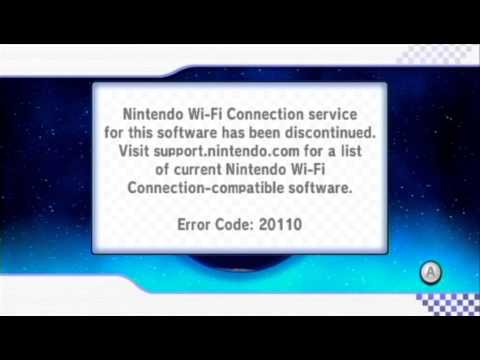 Nintendo Wi-Fi Connection service
for this software has been discontinued.
Visit support.nintendo.com for a list
of current Nintendo Wi-Fi
Connection-compatible software.
Error Code: 20110
A